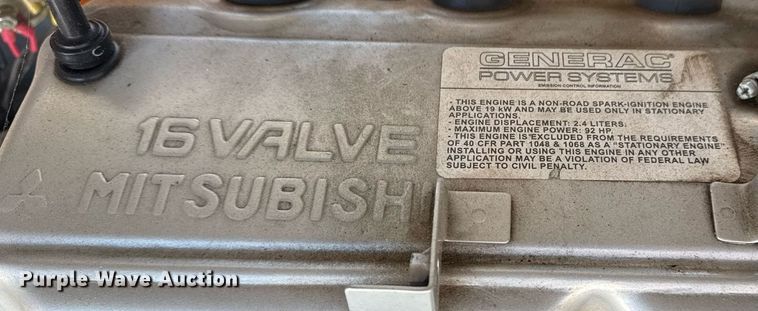 GENERAC
POWER SYSTEMS
EMISSION CONTROL INFORMATION
- THIS ENGINE IS A NON-ROAD SPARK-IGNITION ENGINE
ABOVE 19 kW AND MAY BE USED ONLY IN STATIONARY
APPLICATIONS.
- ENGINE DISPLACEMENT: 2.4 LITERS.
- MAXIMUM ENGINE POWER: 92 HP.
- THIS ENGINE IS EXCLUDED FROM THE REQUIREMENTS
OF 40 CFR PART 1048 & 1068 AS A "STATIONARY ENGINE"
INSTALLING OR USING THIS ENGINE IN ANY OTHER
APPLICATION MAY BE A VIOLATION OF FEDERAL LAW
SUBJECT TO CIVIL PENALTY.
16 VALVE
MITSUBISHI
Purple Wave Auction